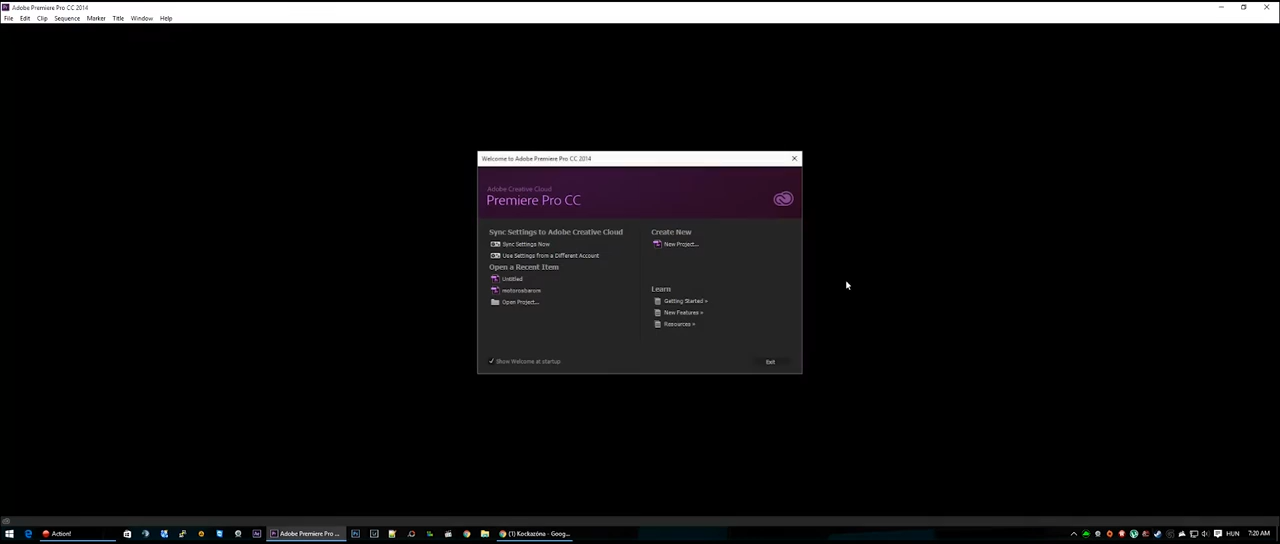 Adobe Premiere Pro CC 2014
File Edit Clip Sequence Marker Title Window Help
Welcome to Adobe Premiere Pro CC 2014
Adobe Creative Cloud
Premiere Pro CC
Sync Settings to Adobe Creative Cloud
Sync Settings Now
Use Settings from a Different Account
Open a Recent Item
Untitled
motorosbarom
Open Project...
Create New
New Project...
Learn
Getting Started »
New Features »
Resources »
Show Welcome at startup
Exit
Action!
Adobe Premiere Pro ...
(1) Kockazóna - Goog...
HUN
7:20 AM